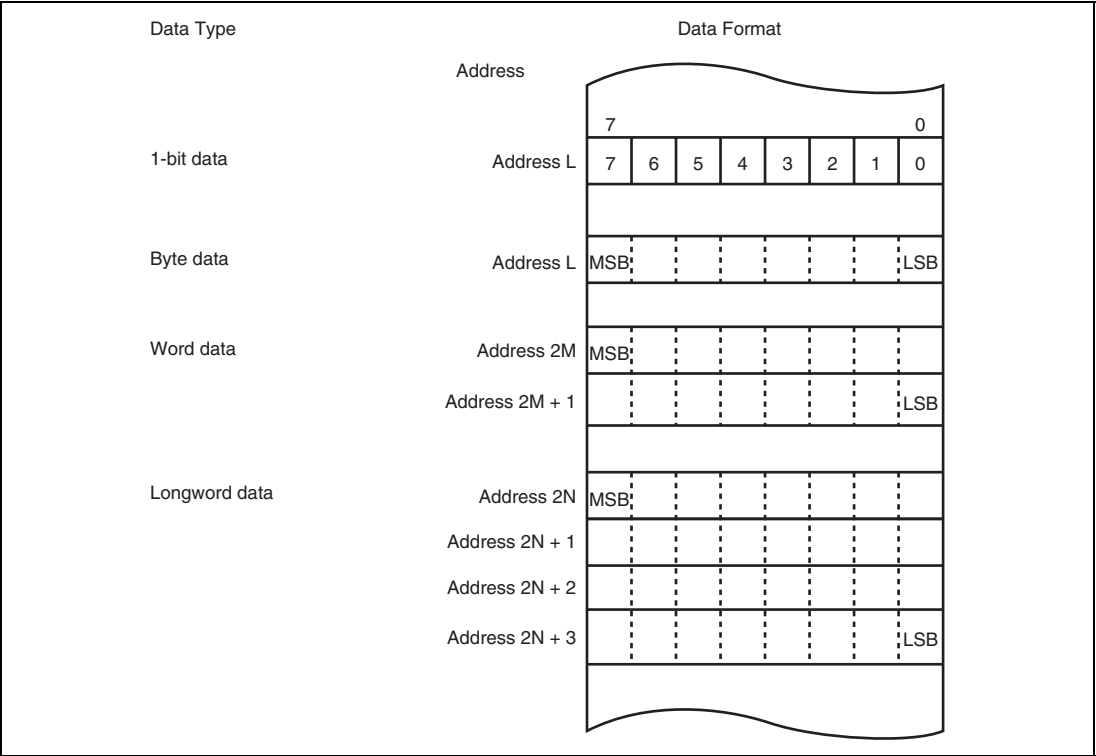 Data Type Data Format
Address
7 0
1-bit data Address L 7 6 5 4 3 2 1 0
Byte data Address L MSB LSB
Word data Address 2M MSB
Address 2M + 1 LSB
Longword data Address 2N MSB
Address 2N + 1
Address 2N + 2
Address 2N + 3 LSB